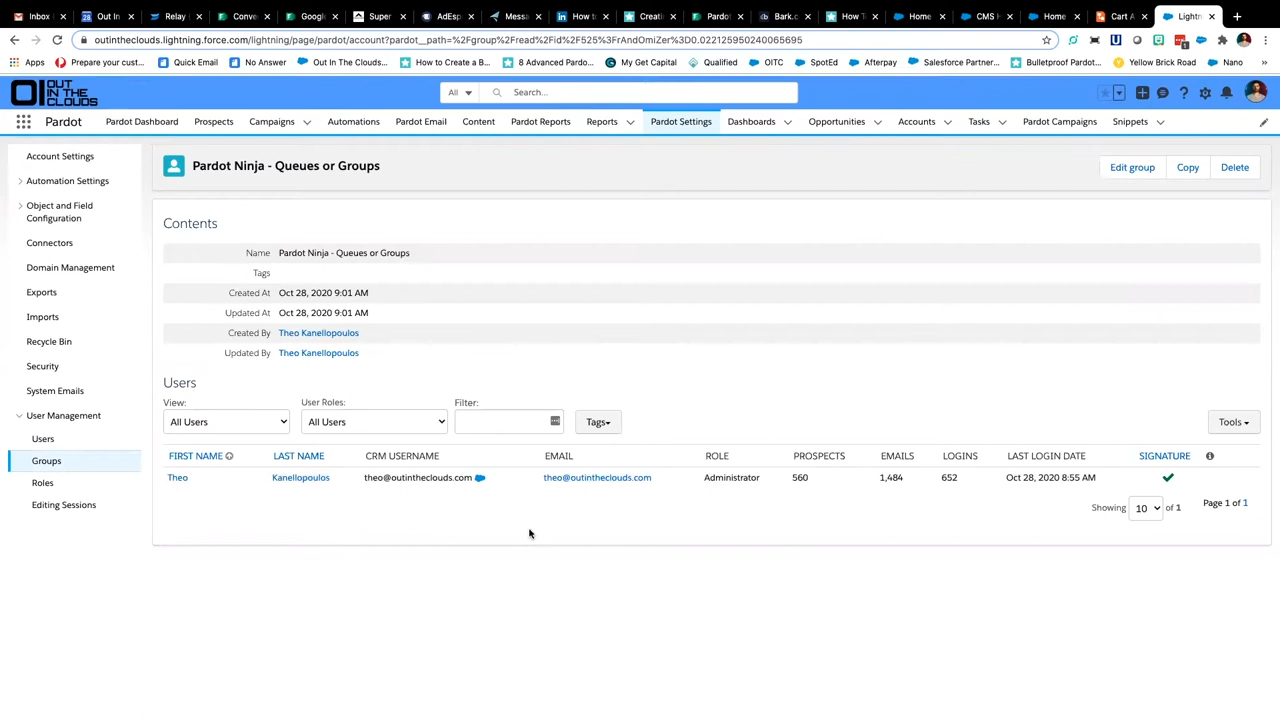 Inbox
Out In
Relay
Conve
Google
Super
AdEsp
Messa
How to
Creatin
Pardot
Bark.c
How T
Home
CMS H
Home
Cart A
Lightn
outintheclouds.lightning.force.com/lightning/page/pardot/account?pardot__path=%2Fgroup%2Fread%2Fid%2F525%3FrAndOmiZer%3D0.022125950240065695
Apps
Prepare your cust...
Quick Email
No Answer
Out In The Clouds...
How to Create a B...
8 Advanced Pardo...
My Get Capital
Qualified
OITC
SpotEd
Afterpay
Salesforce Partner...
Bulletproof Pardot...
Yellow Brick Road
Nano
»
OI OUT
IN THE
CLOUDS
All
Search...
Pardot
Pardot Dashboard
Prospects
Campaigns
Automations
Pardot Email
Content
Pardot Reports
Reports
Pardot Settings
Dashboards
Opportunities
Accounts
Tasks
Pardot Campaigns
Snippets
Account Settings
Automation Settings
Object and Field
Configuration
Connectors
Domain Management
Exports
Imports
Recycle Bin
Security
System Emails
User Management
Users
Groups
Roles
Editing Sessions
Pardot Ninja - Queues or Groups
Edit group
Copy
Delete
Contents
Name Pardot Ninja - Queues or Groups
Tags
Created At Oct 28, 2020 9:01 AM
Updated At Oct 28, 2020 9:01 AM
Created By Theo Kanellopoulos
Updated By Theo Kanellopoulos
Users
View: User Roles: Filter:
All Users All Users Tags Tools
FIRST NAME LAST NAME CRM USERNAME EMAIL ROLE PROSPECTS EMAILS LOGINS LAST LOGIN DATE SIGNATURE
Theo Kanellopoulos theo@outintheclouds.com theo@outintheclouds.com Administrator 560 1,484 652 Oct 28, 2020 8:55 AM
Showing 10 of 1 Page 1 of 1